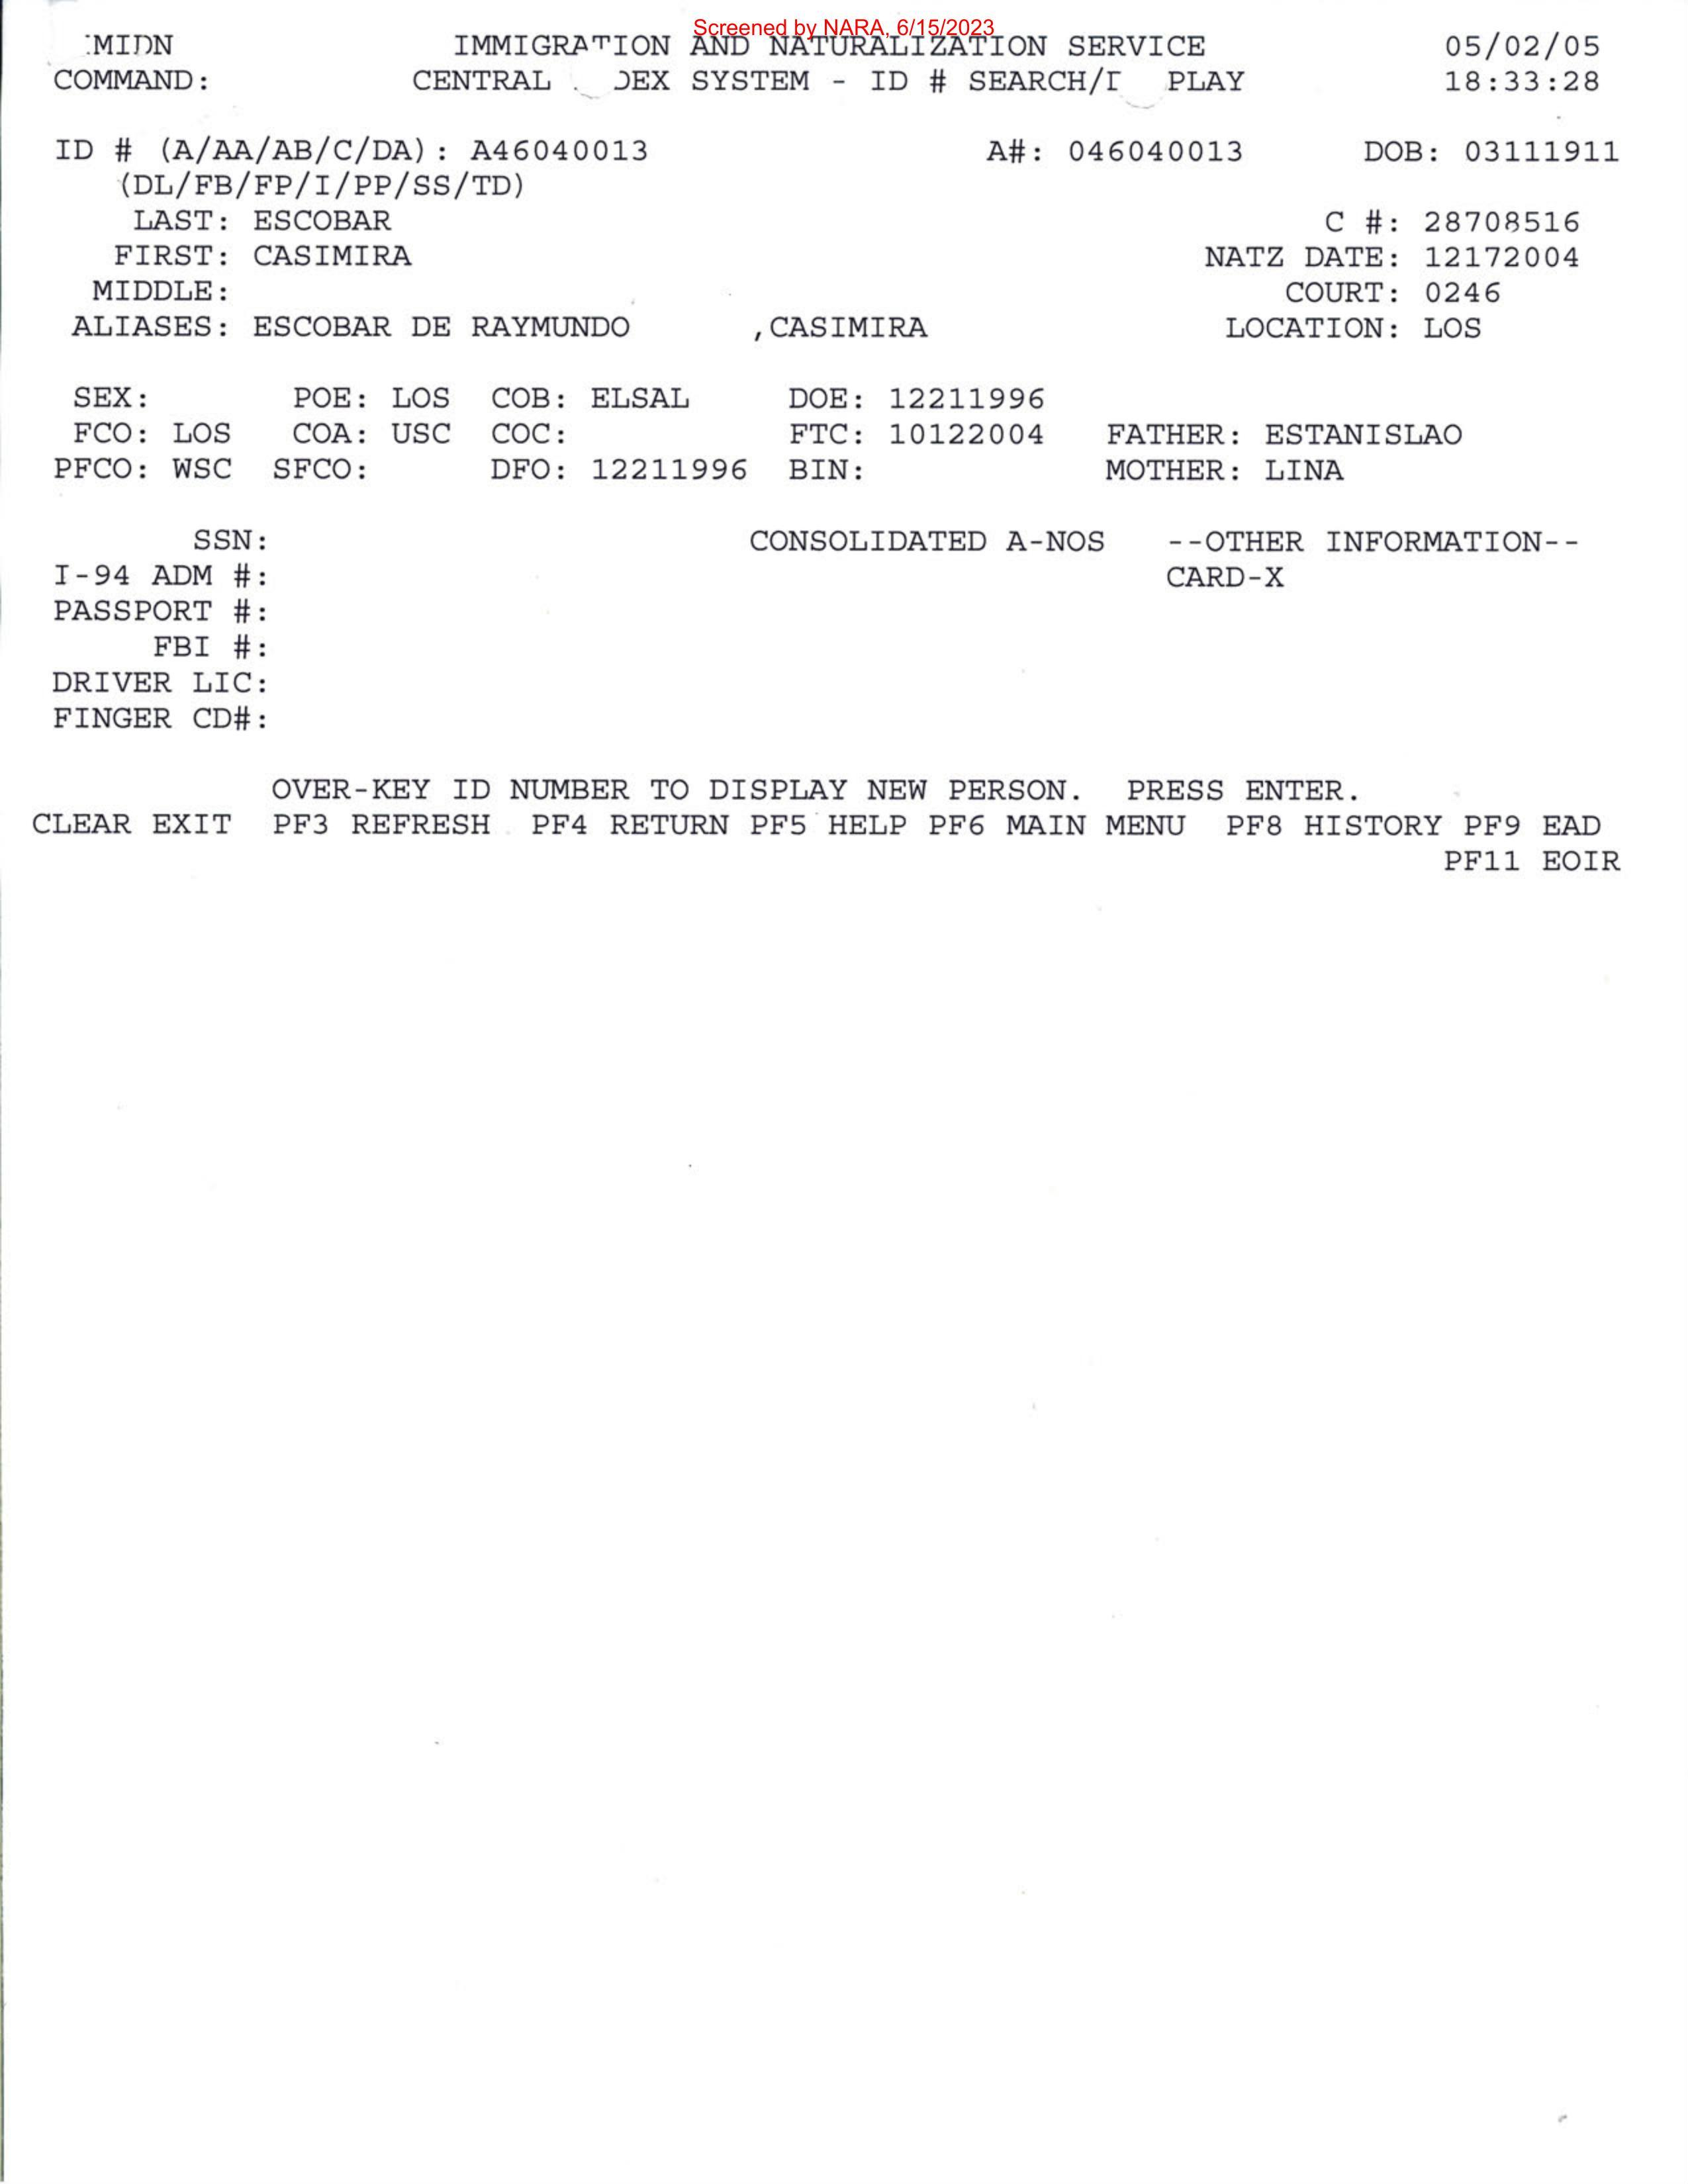 Screened by NARA, 6/15/2023
:MIDN IMMIGRATION AND NATURALIZATION SERVICE 05/02/05
COMMAND: CENTRAL DEX SYSTEM - ID # SEARCH/ PLAY 18:33:28
ID # (A/AA/AB/C/DA): A46040013 A#: 046040013 DOB: 03111911
(DL/FB/FP/I/PP/SS/TD)
LAST: ESCOBAR C #: 28708516
FIRST: CASIMIRA NATZ DATE: 12172004
MIDDLE: COURT: 0246
ALIASES: ESCOBAR DE RAYMUNDO ,CASIMIRA LOCATION: LOS
SEX: POE: LOS COB: ELSAL DOE: 12211996
FCO: LOS COA: USC COC: FTC: 10122004 FATHER: ESTANISLAO
PFCO: WSC SFCO: DFO: 12211996 BIN: MOTHER: LINA
SSN: CONSOLIDATED A-NOS --OTHER INFORMATION--
I-94 ADM #: CARD-X
PASSPORT #:
FBI #:
DRIVER LIC:
FINGER CD#:
OVER-KEY ID NUMBER TO DISPLAY NEW PERSON. PRESS ENTER.
CLEAR EXIT PF3 REFRESH PF4 RETURN PF5 HELP PF6 MAIN MENU PF8 HISTORY PF9 EAD
PF11 EOIR